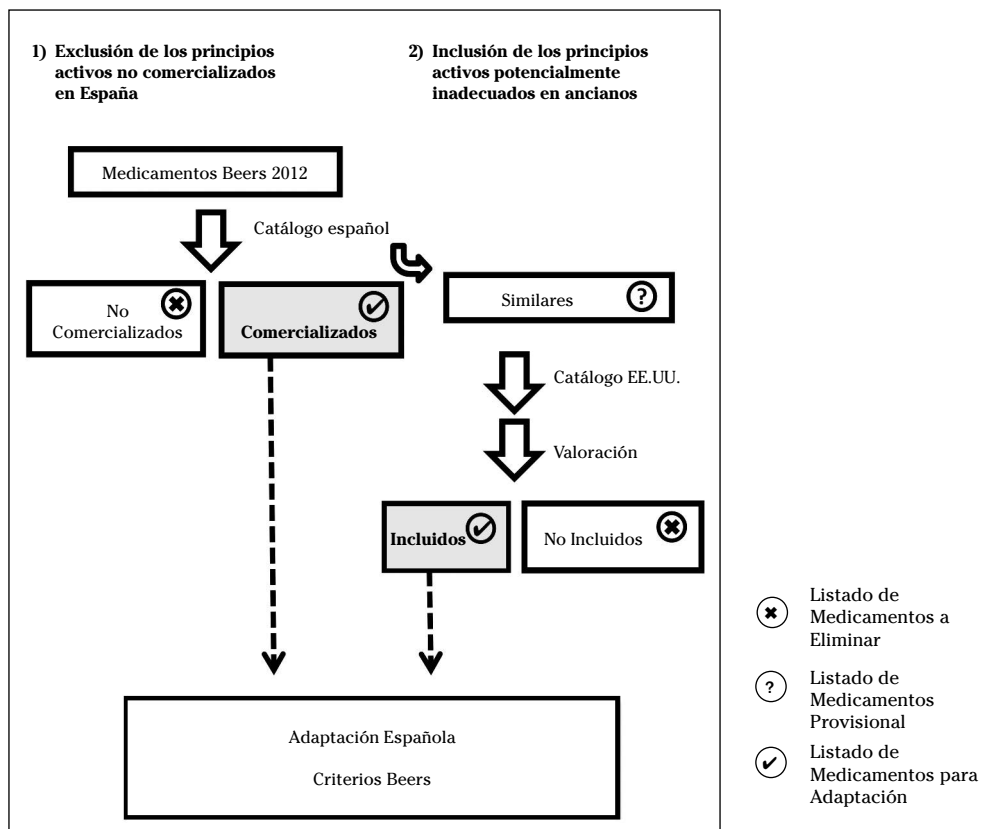 1) Exclusión de los principios
activos no comercializados
en España
2) Inclusión de los principios
activos potencialmente
inadecuados en ancianos
Medicamentos Beers 2012
Catálogo español
No
Comercializados
Comercializados
Similares
?
Catálogo EE.UU.
Valoración
Incluidos
No Incluidos
Adaptación Española
Criterios Beers
Listado de
Medicamentos a
Eliminar
?
Listado de
Medicamentos
Provisional
Listado de
Medicamentos para
Adaptación